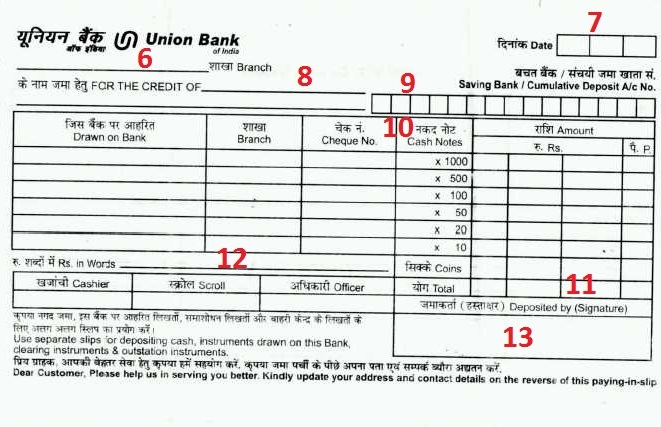 यूनियन बैंक Union Bank
ऑफ इंडिया of India
7
दिनांक Date
6
शाखा Branch
8
के नाम जमा हेतु FOR THE CREDIT OF
9
बचत बैंक / संचयी जमा खाता सं.
Saving Bank / Cumulative Deposit A/c No.
10
जिस बैंक पर आहरित शाखा चेक नं. नकद नोट राशि Amount
Drawn on Bank Branch Cheque No. Cash Notes रु. Rs. पै. P.
x 1000
x 500
x 100
x 50
x 20
x 10
12
रु. शब्दों में Rs. in Words सिक्के Coins
खजांची Cashier स्क्रोल Scroll अधिकारी Officer योग Total 11
जमाकर्ता (हस्ताक्षर) Deposited by (Signature)
13
कृपया नगद जमा, इस बैंक पर आहरित लिखतों, समाशोधन लिखतों और बाहरी केन्द्र के लिखतों के
लिए अलग अलग स्लिप का प्रयोग करें।
Use separate slips for depositing cash, instruments drawn on this Bank,
clearing instruments & outstation instruments.
प्रिय ग्राहक, आपकी बेहतर सेवा हेतु कृपया हमें सहयोग करें, कृपया जमा पर्ची के पीछे अपना पता एवं सम्पर्क ब्यौरा अद्यतन करें.
Dear Customer, Please help us in serving you better. Kindly update your address and contact details on the reverse of this paying-in-slip